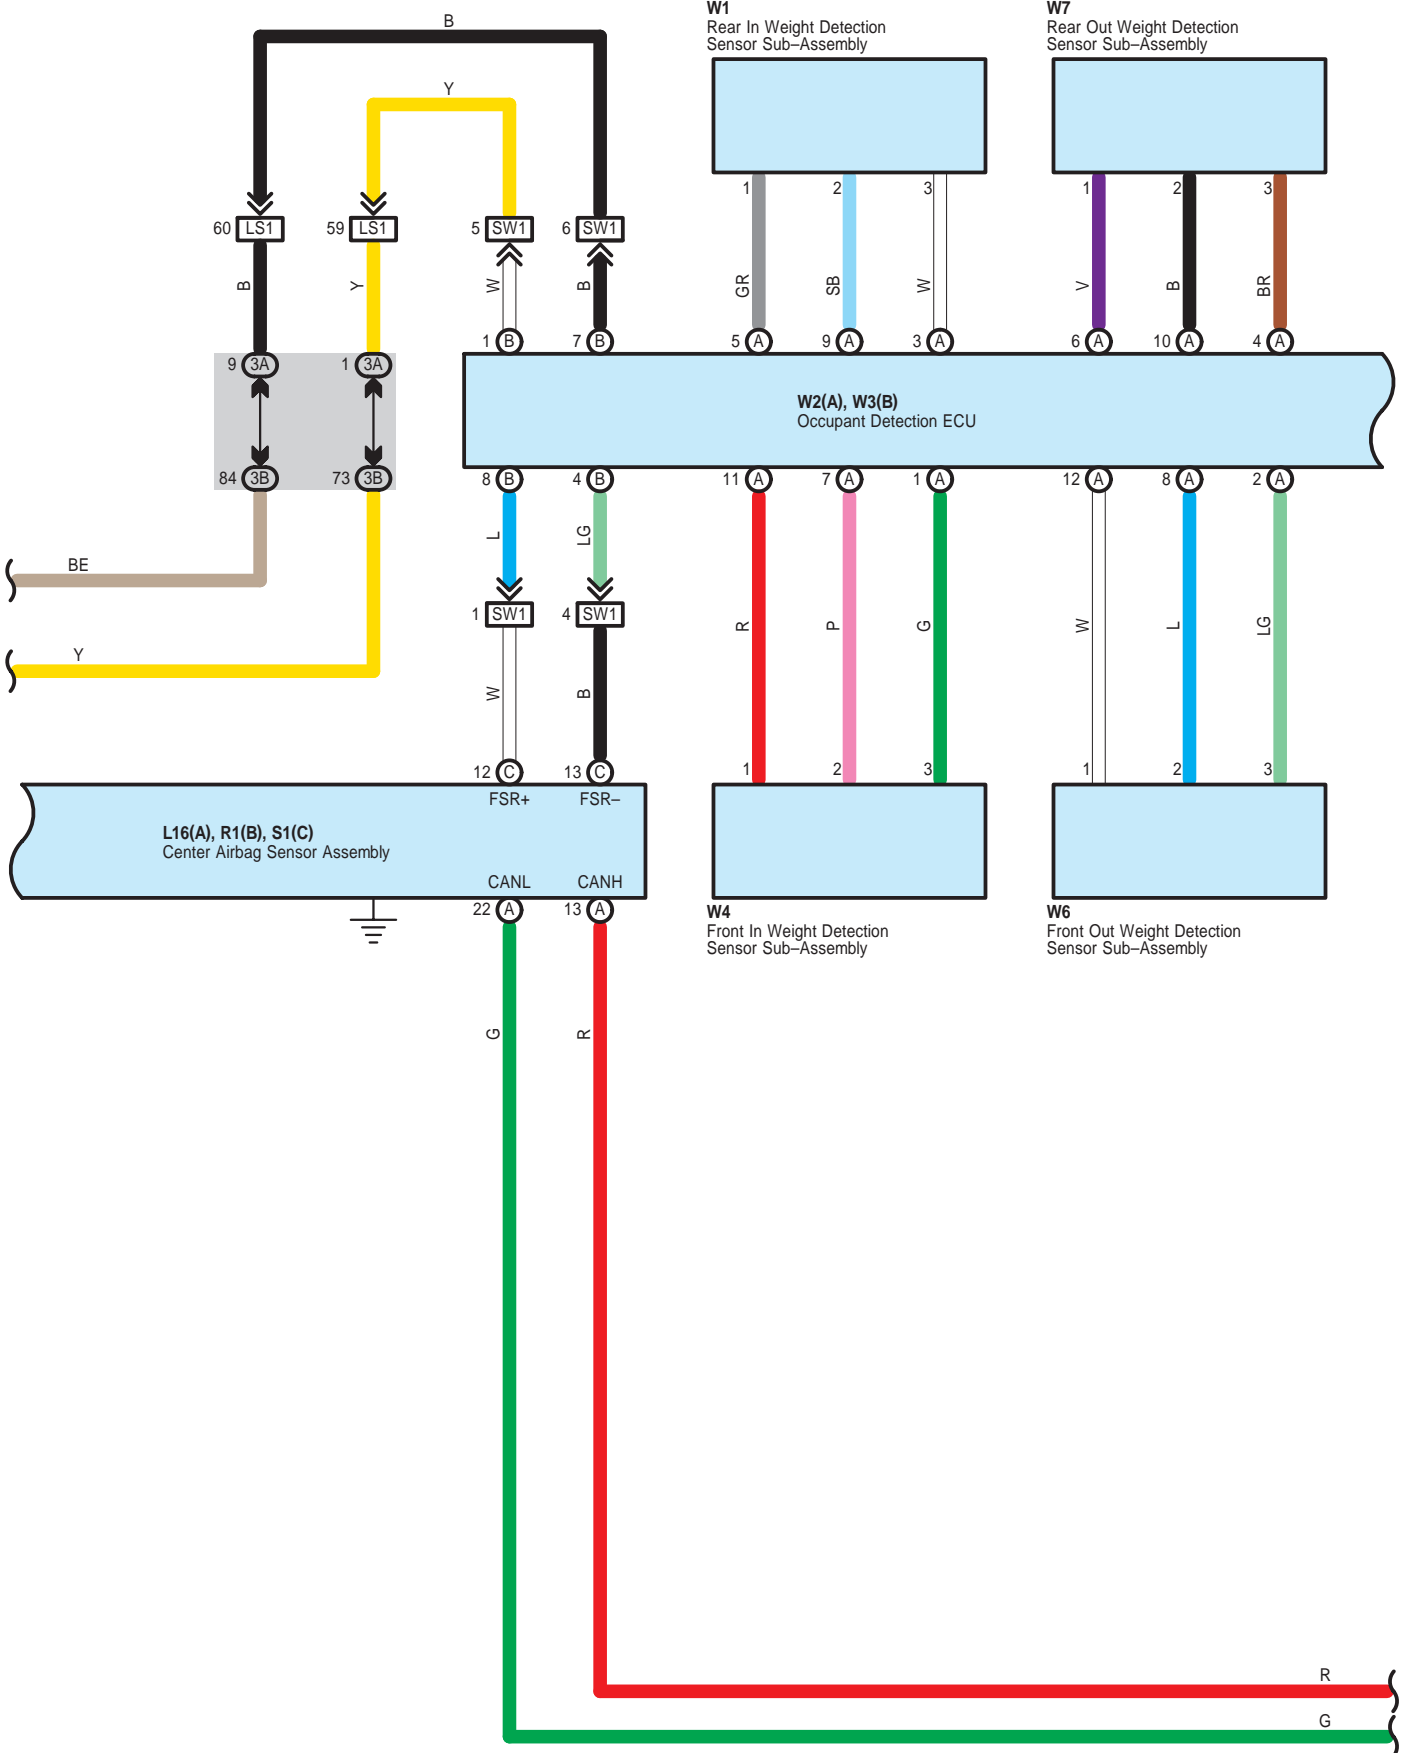 B
W1
Rear In Weight Detection
Sensor Sub–Assembly
W7
Rear Out Weight Detection
Sensor Sub–Assembly
Y
1 2 3
1 2 3
60 LS1
59 LS1
5 SW1
6 SW1
B Y W B
GR SB W
V B BR
1 B
7 B
5 A
9 A
3 A
6 A
10 A
4 A
9 3A
1 3A
W2(A), W3(B)
Occupant Detection ECU
84 3B
73 3B
8 B
4 B
11 A
7 A
1 A
12 A
8 A
2 A
L LG
BE
1 SW1
4 SW1
R P G
W L LG
Y
W B
12 C
13 C
1 2 3
1 2 3
FSR+ FSR–
L16(A), R1(B), S1(C)
Center Airbag Sensor Assembly
CANL CANH
22 A
13 A
W4
Front In Weight Detection
Sensor Sub–Assembly
W6
Front Out Weight Detection
Sensor Sub–Assembly
G R
R
G